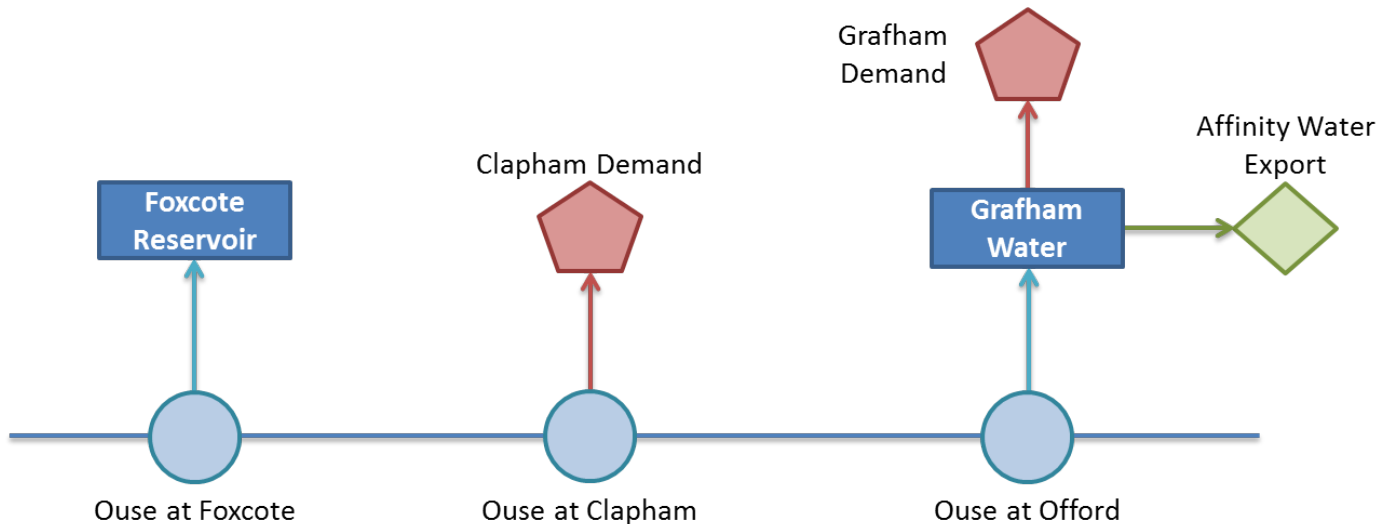 Grafham
Demand
Affinity Water
Export
Clapham Demand
Foxcote
Reservoir
Grafham
Water
Ouse at Foxcote
Ouse at Clapham
Ouse at Offord